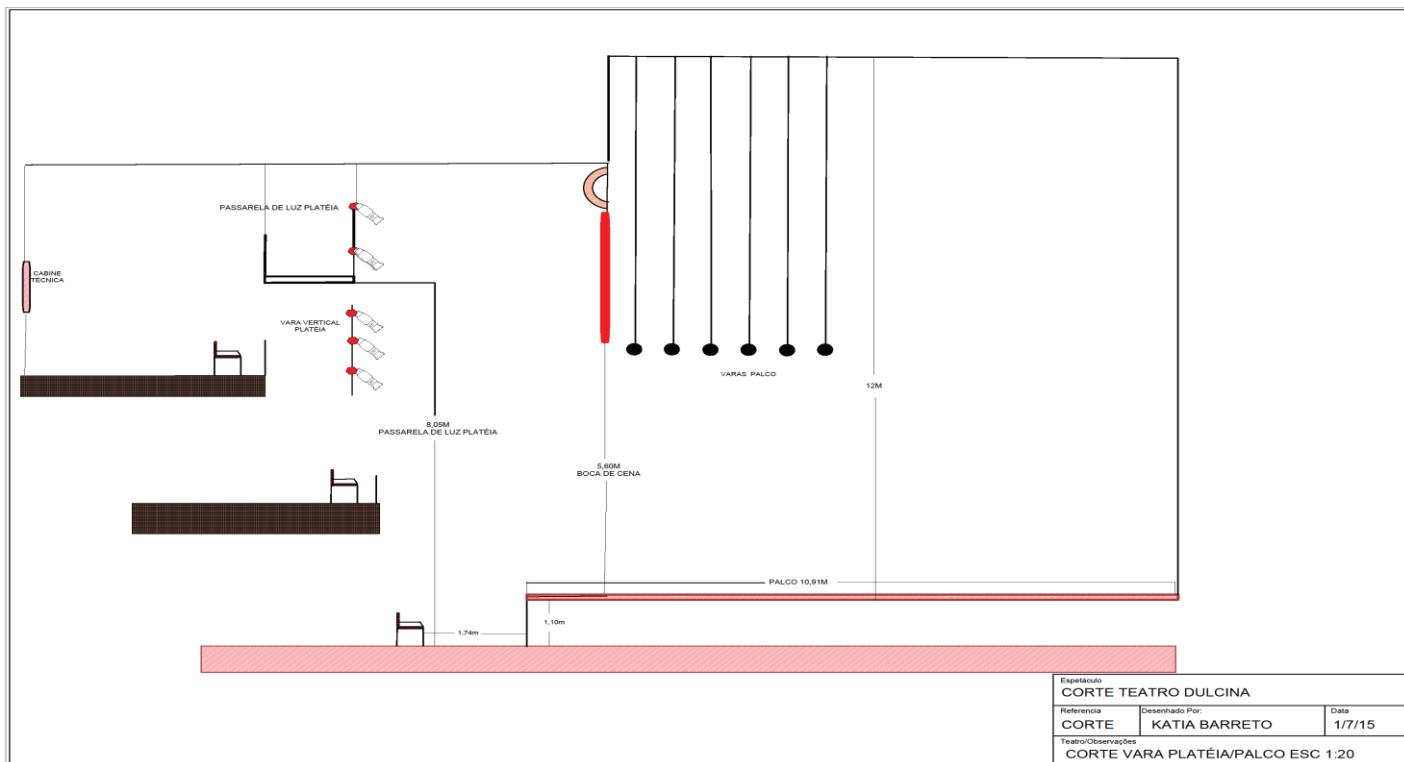 PASSARELA DE LUZ PLATÉIA
CABINE
TÉCNICA
VARA VERTICAL
PLATÉIA
VARAS PALCO
12M
8,05M
PASSARELA DE LUZ PLATÉIA
5,60M
BOCA DE CENA
PALCO 10,91M
1,10m
1,74m
Espetáculo
CORTE TEATRO DULCINA
Referencia
CORTE
Desenhado Por:
KATIA BARRETO
Data
1/7/15
Teatro/Observações
CORTE VARA PLATÉIA/PALCO ESC 1:20